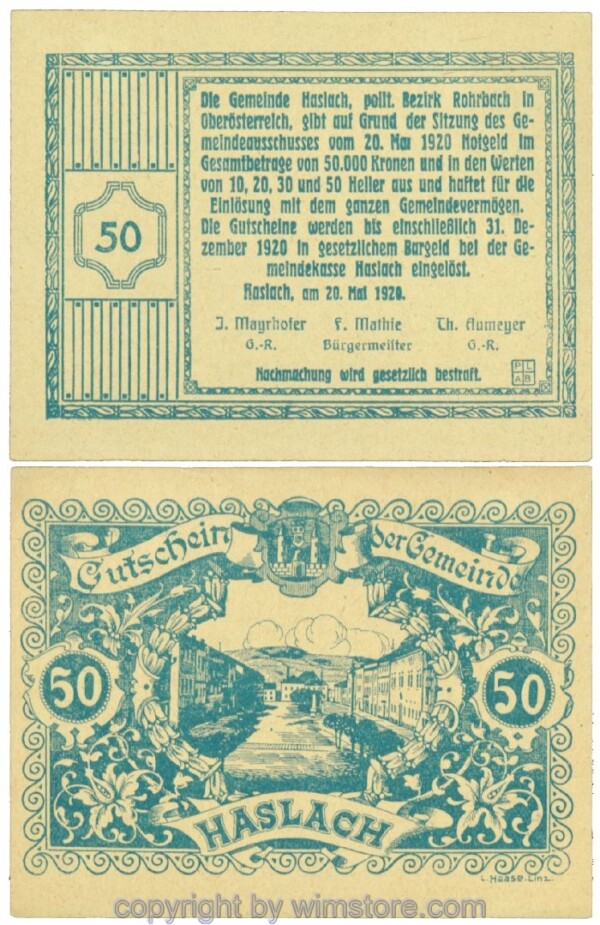 Die Gemeinde Haslach, polit. Bezirk Rohrbach in
Oberösterreich, gibt auf Grund der Sitzung des Ge-
meindeausschusses vom 20. Mai 1920 Notgeld im
Gesamtbetrage von 50.000 Kronen und in den Werten
von 10, 20, 30 und 50 Heller aus und haftet für die
Einlösung mit dem ganzen Gemeindevermögen.
Die Gutscheine werden bis einschließlich 31. De-
zember 1920 in gesetzlichem Bargeld bei der Ge-
meindekasse Haslach eingelöst.
Haslach, am 20. Mai 1920.
50
J. Mayrhofer F. Mathie Th. Aumeyer
G.-R. Bürgermeister G.-R.
Nachmachung wird gesetzlich bestraft.
PL
AB
Gutschein der Gemeinde
50 50
HASLACH
L. Haase. Linz.
copyright by wimstore.com